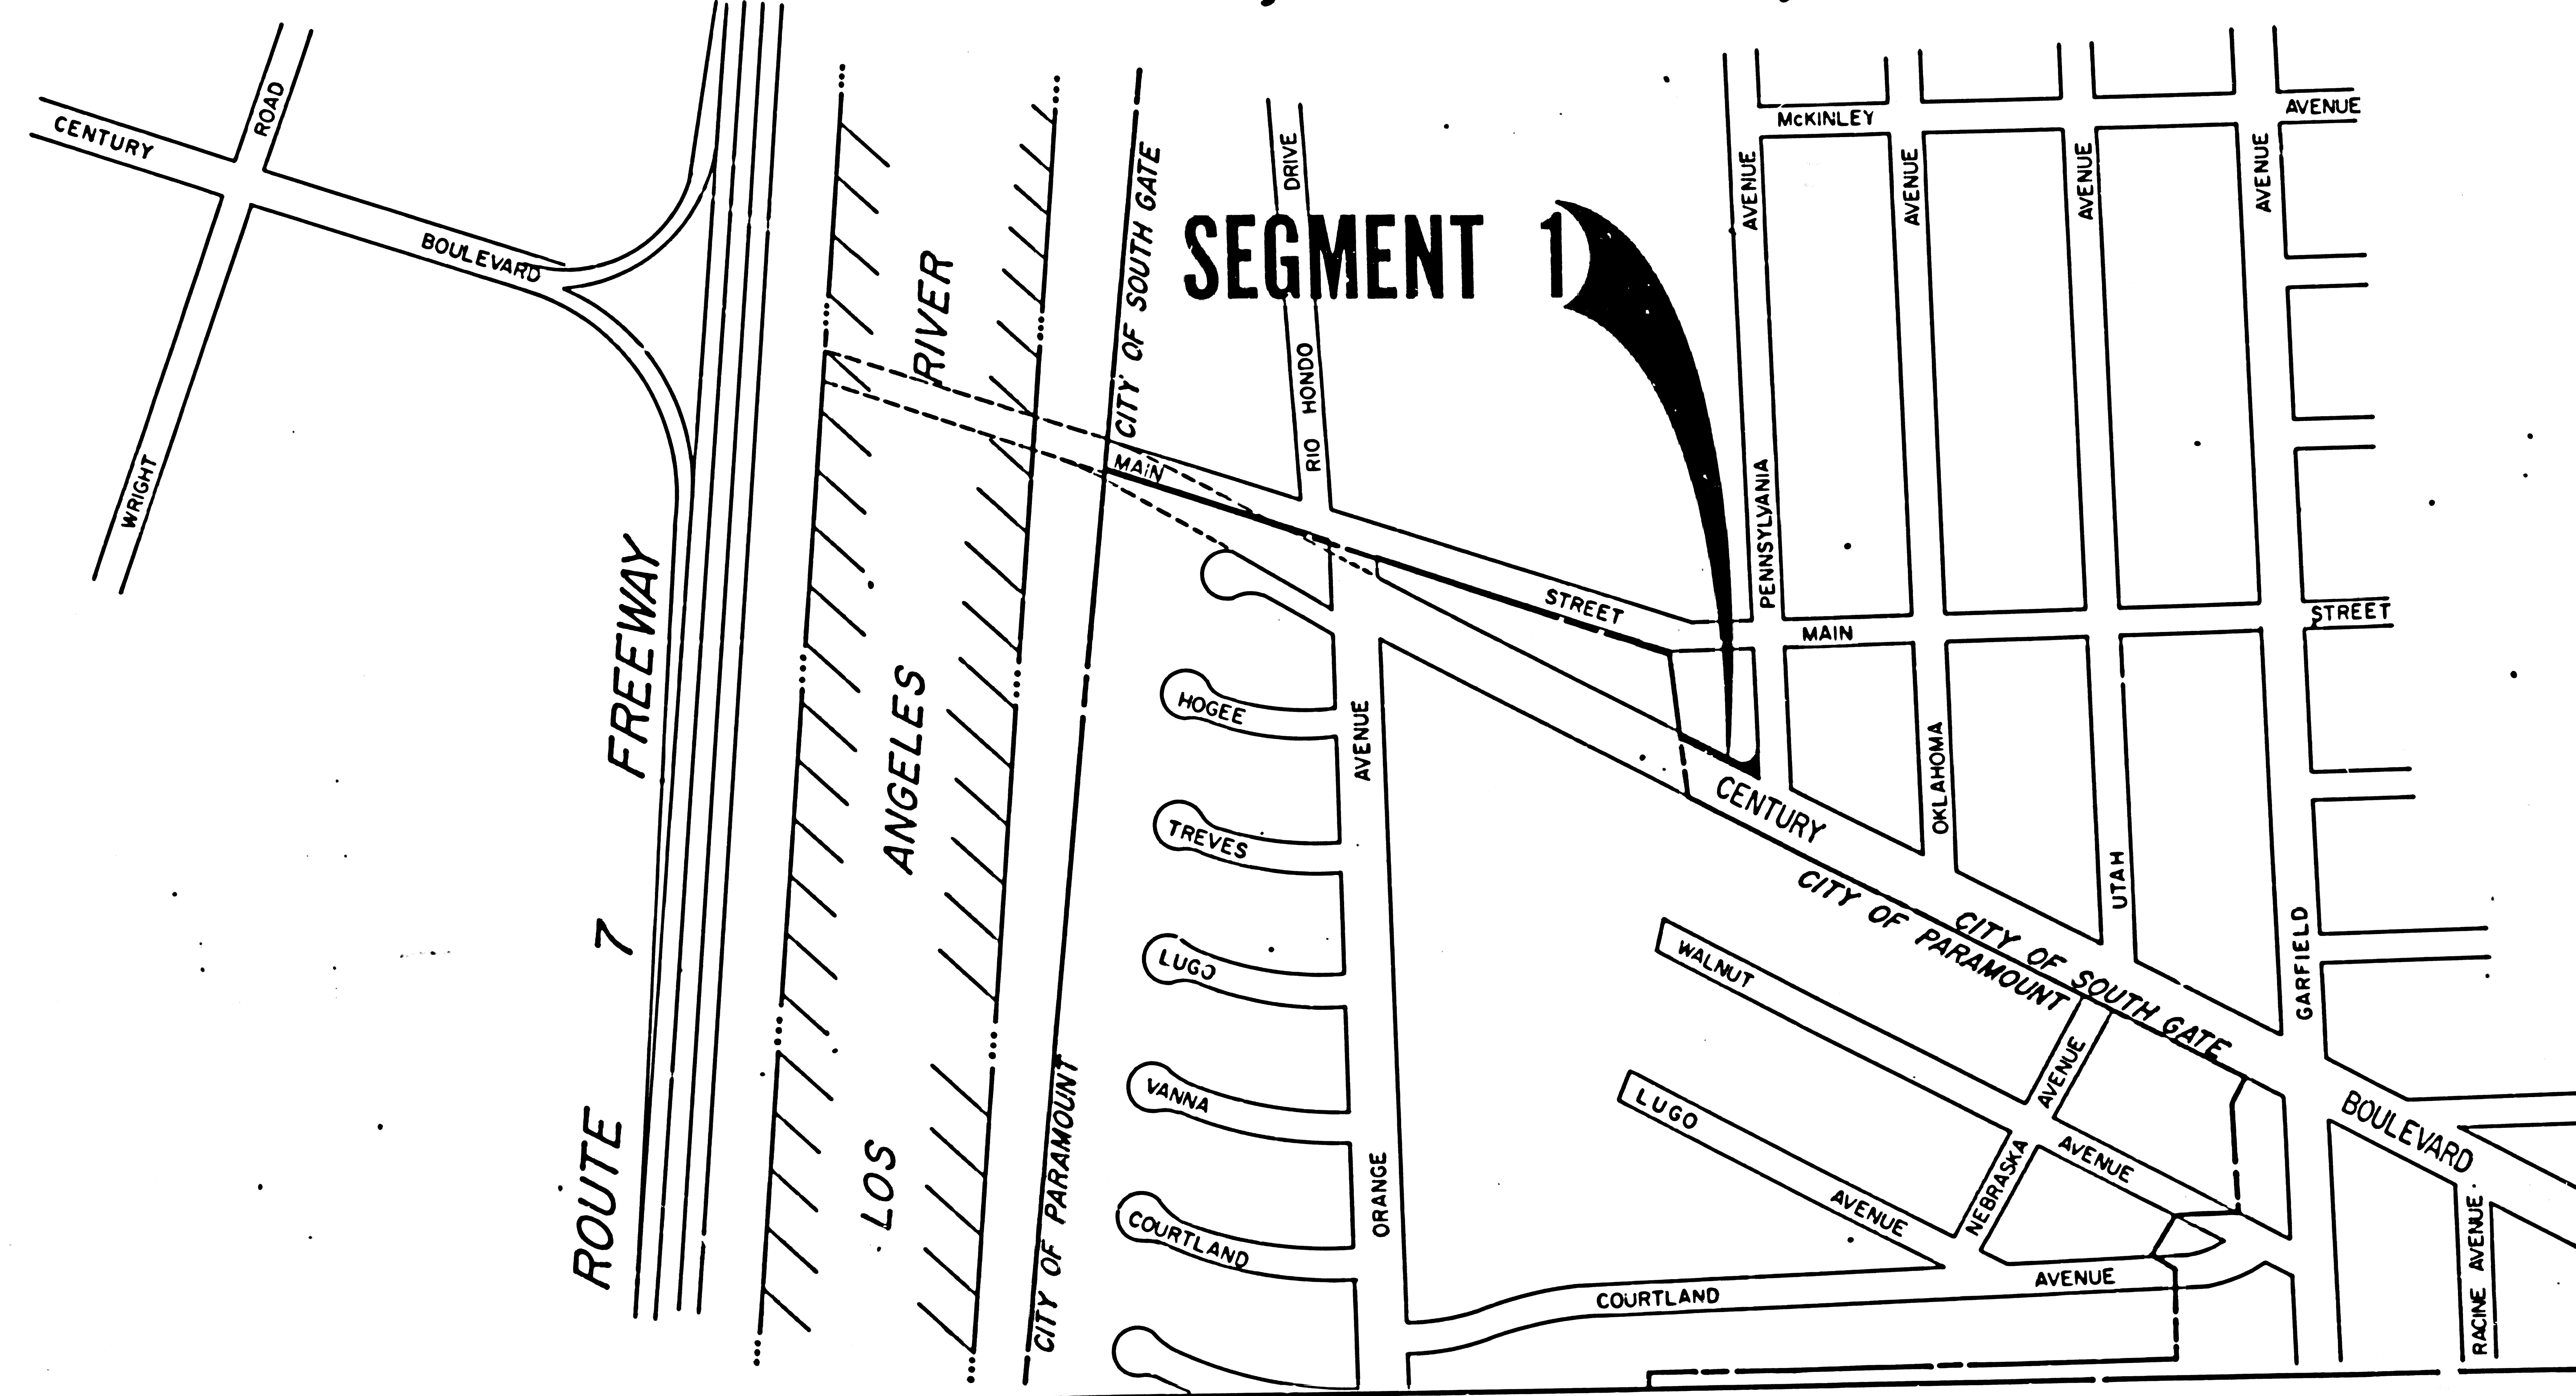 CENTURY
ROAD
BOULEVARD
WRIGHT
ROUTE 7 FREEWAY
LOS ANGELES RIVER
CITY OF SOUTH GATE
CITY OF PARAMOUNT
SEGMENT 1
RIO HONDO DRIVE
MAIN
STREET
MAIN
STREET
McKINLEY
AVENUE
PENNSYLVANIA AVENUE
OKLAHOMA AVENUE
UTAH AVENUE
GARFIELD AVENUE
HOGEE
TREVES
LUGO
VANNA
COURTLAND
ORANGE AVENUE
CENTURY
BOULEVARD
CITY OF SOUTH GATE
CITY OF PARAMOUNT
WALNUT
AVENUE
LUGO
AVENUE
NEBRASKA AVENUE
COURTLAND
AVENUE
RACINE AVENUE